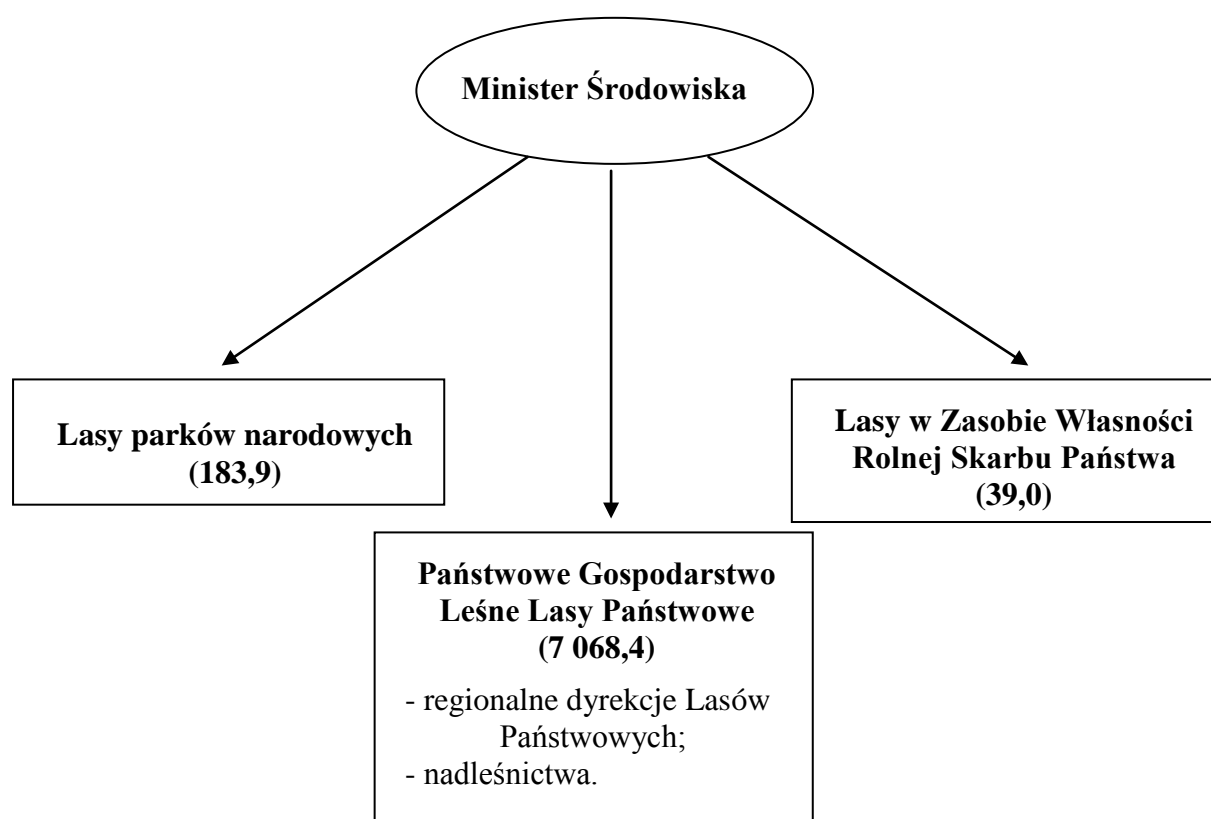 Minister Środowiska
Lasy parków narodowych
(183,9)
Lasy w Zasobie Własności
Rolnej Skarbu Państwa
(39,0)
Państwowe Gospodarstwo
Leśne Lasy Państwowe
(7 068,4)
- regionalne dyrekcje Lasów
Państwowych;
- nadleśnictwa.